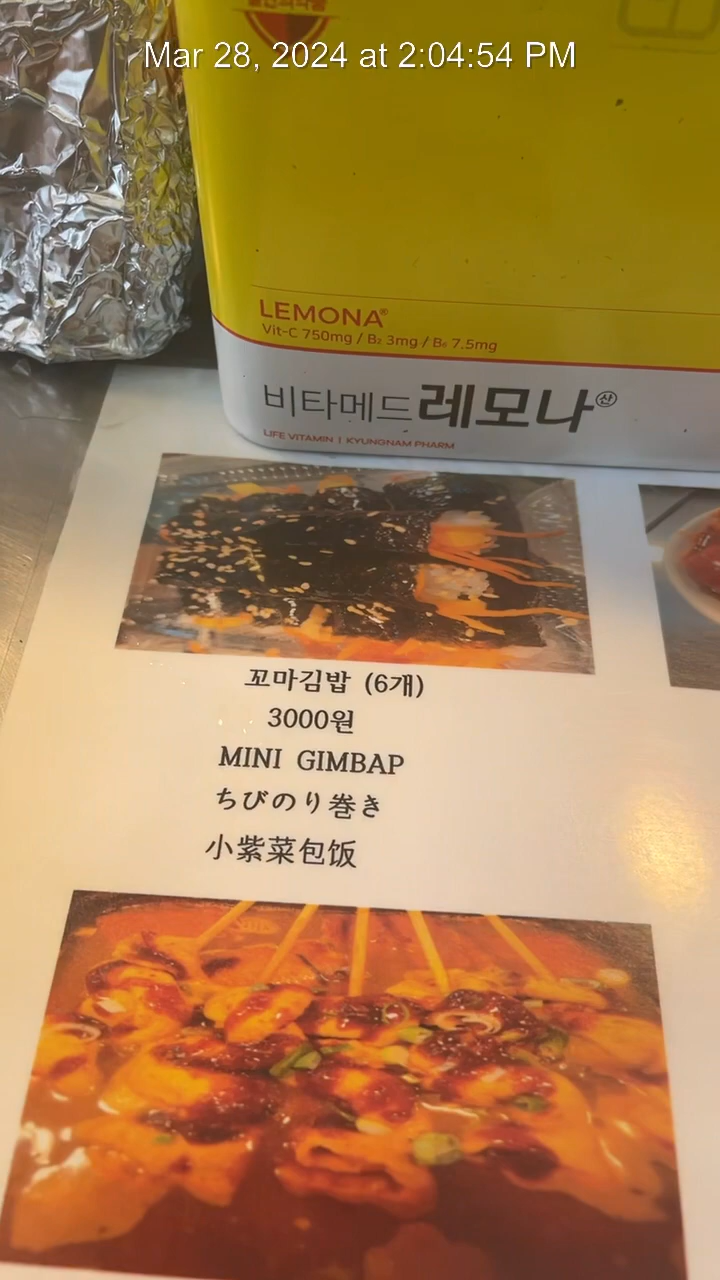 Mar 28, 2024 at 2:04:54 PM
LEMONA®
Vit-C 750mg / B₂ 3mg / B₆ 7.5mg
비타메드레모나산®
LIFE VITAMIN | KYUNGNAM PHARM
꼬마김밥 (6개)
3000원
MINI GIMBAP
ちびのり巻き
小紫菜包饭